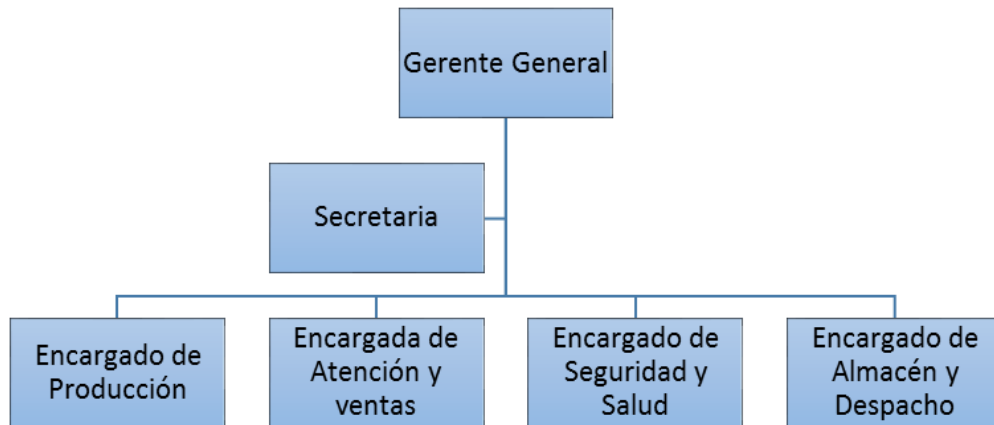 Gerente General
Secretaria
Encargado de
Producción
Encargada de
Atención y
ventas
Encargado de
Seguridad y
Salud
Encargado de
Almacén y
Despacho